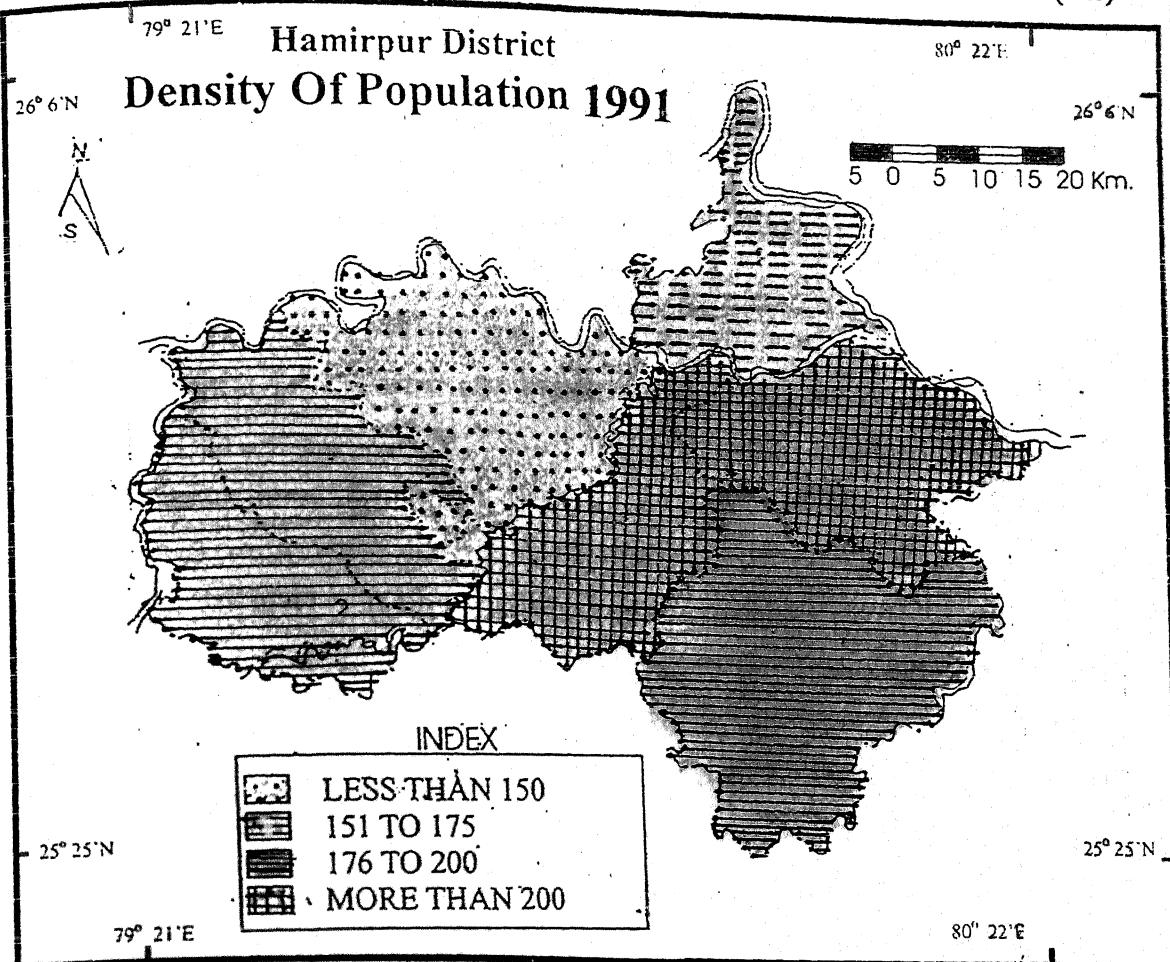 79° 21'E
Hamirpur District
80° 22'E
Density Of Population 1991
26° 6'N
26° 6'N
N
S
5 0 5 10 15 20 Km.
INDEX
LESS THAN 150
151 TO 175
176 TO 200
MORE THAN 200
25° 25'N
25° 25'N
79° 21'E
80° 22'E